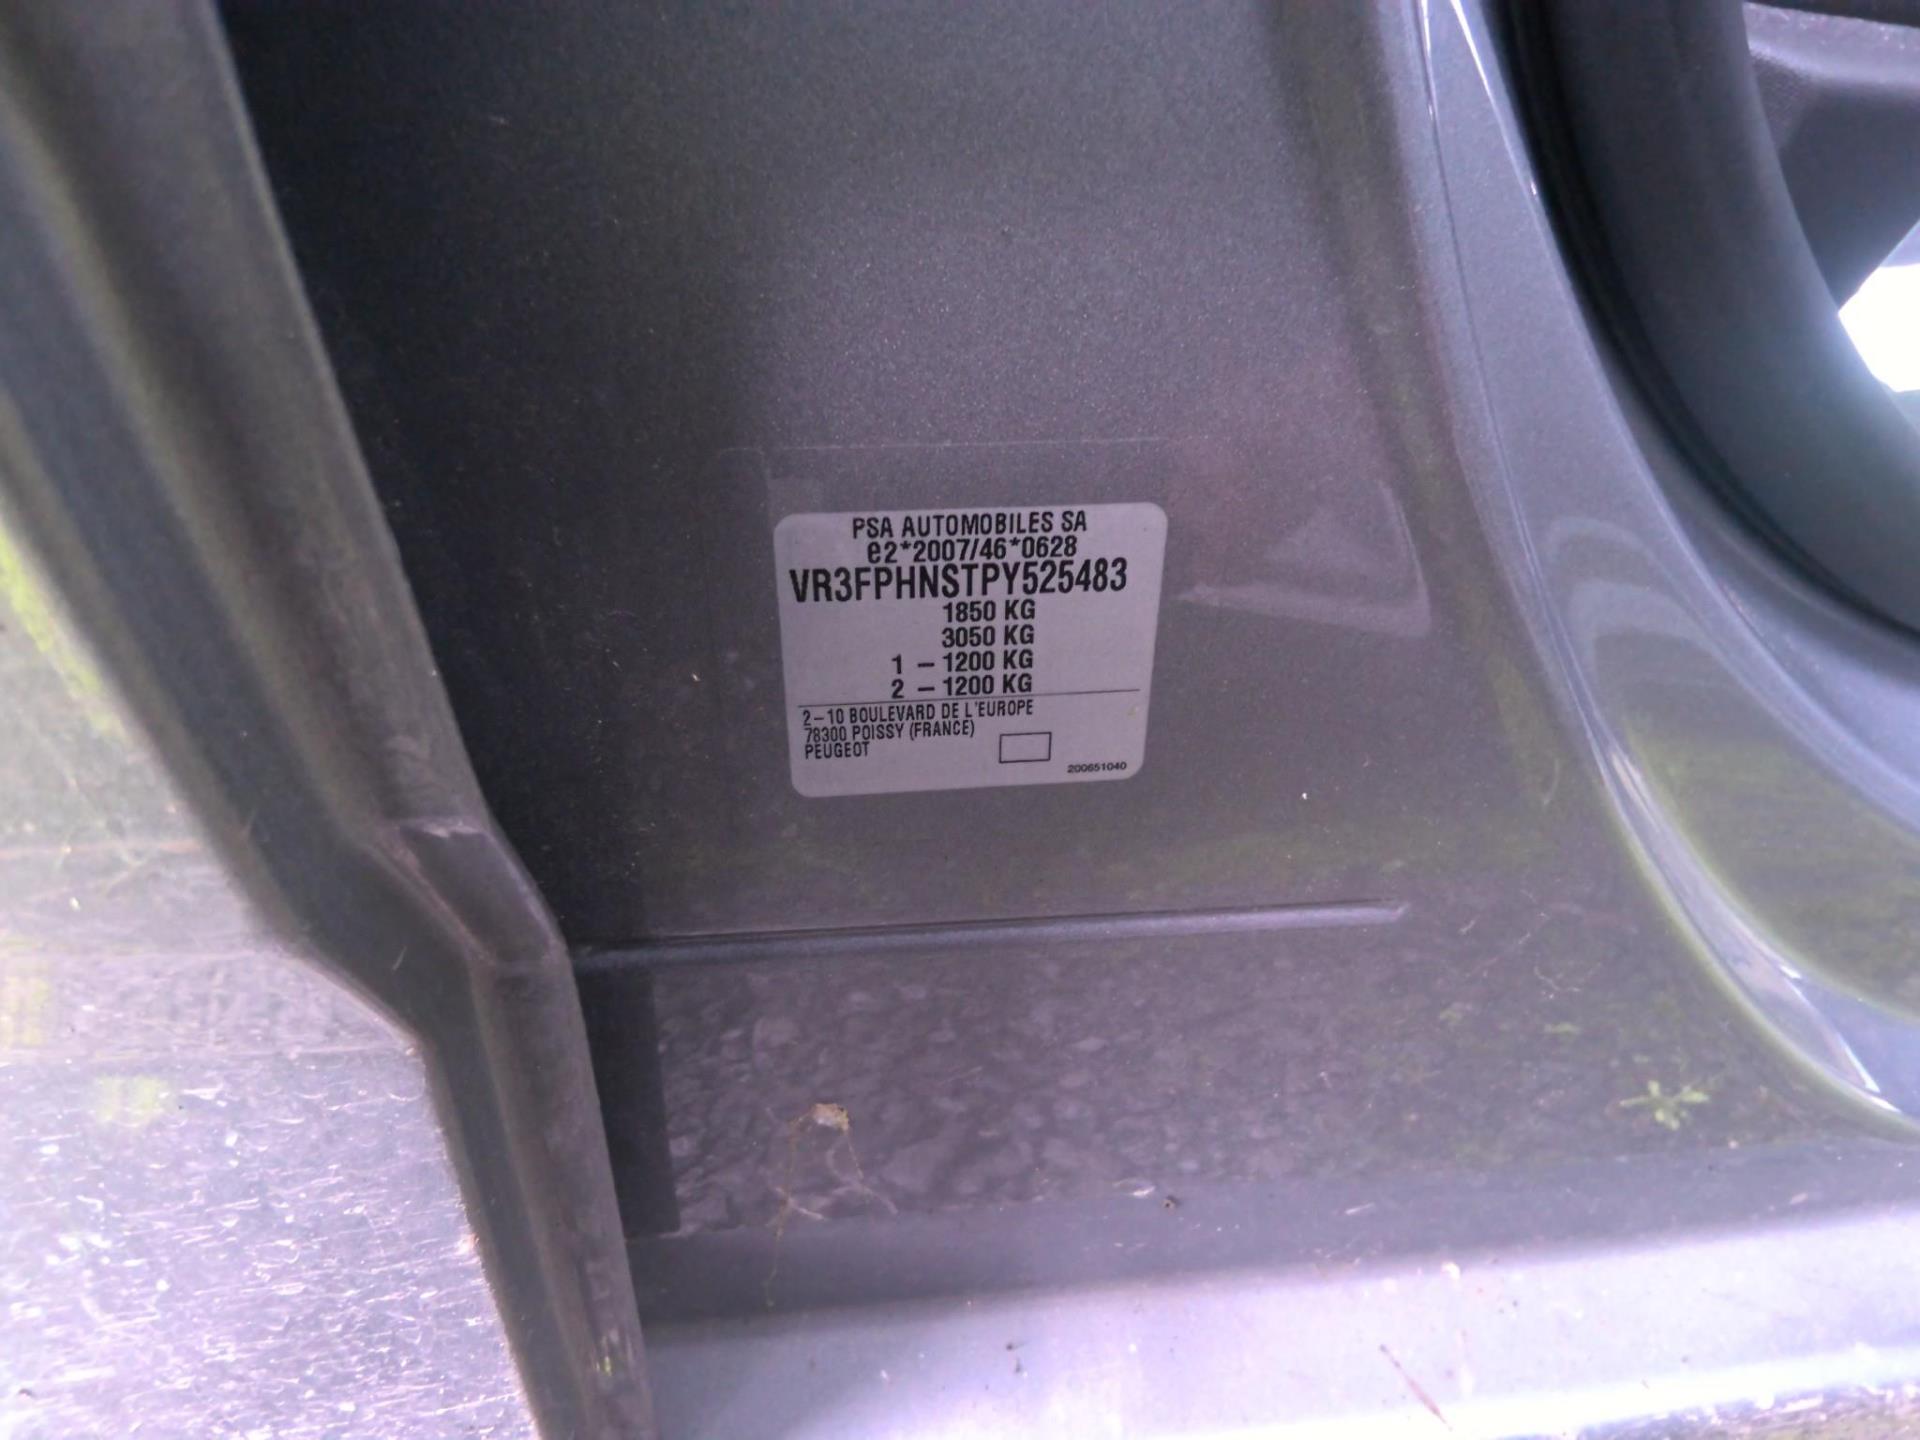 PSA AUTOMOBILES SA
e2*2007/46*0628
VR3FPHNSTPY525483
1850 KG
3050 KG
1 – 1200 KG
2 – 1200 KG
2–10 BOULEVARD DE L'EUROPE
78300 POISSY (FRANCE)
PEUGEOT
200651040